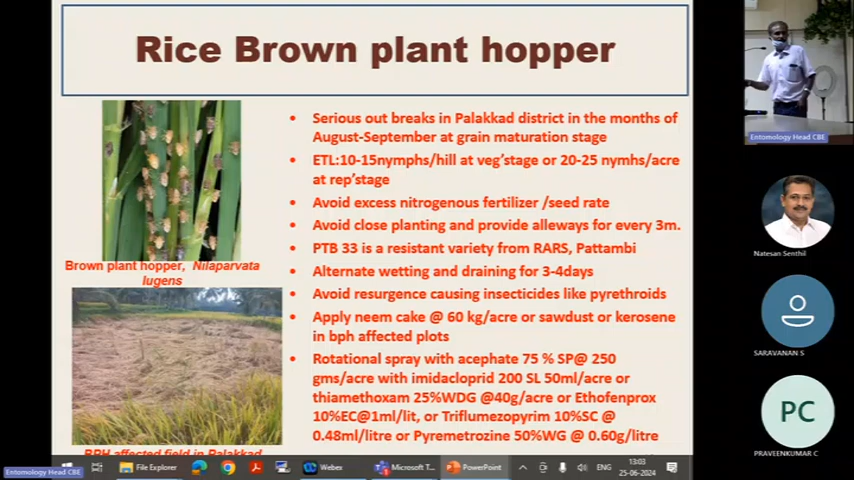 Rice Brown plant hopper
Brown plant hopper, Nilaparvata
lugens
BPH affected field in Palakkad
• Serious out breaks in Palakkad district in the months of
August-September at grain maturation stage
• ETL:10-15nymphs/hill at veg'stage or 20-25 nymhs/acre
at rep'stage
• Avoid excess nitrogenous fertilizer /seed rate
• Avoid close planting and provide alleways for every 3m.
• PTB 33 is a resistant variety from RARS, Pattambi
• Alternate wetting and draining for 3-4days
• Avoid resurgence causing insecticides like pyrethroids
• Apply neem cake @ 60 kg/acre or sawdust or kerosene
in bph affected plots
• Rotational spray with acephate 75 % SP@ 250
gms/acre with imidacloprid 200 SL 50ml/acre or
thiamethoxam 25%WDG @40g/acre or Ethofenprox
10%EC@1ml/lit, or Triflumezopyrim 10%SC @
0.48ml/litre or Pyremetrozine 50%WG @ 0.60g/litre
Entomology Head CBE
Natesan Senthil
SARAVANAN S
PC
PRAVEENKUMAR C
Entomology Head CBE
File Explorer
Webex
Microsoft T...
PowerPoint
ENG
13:03
25-06-2024